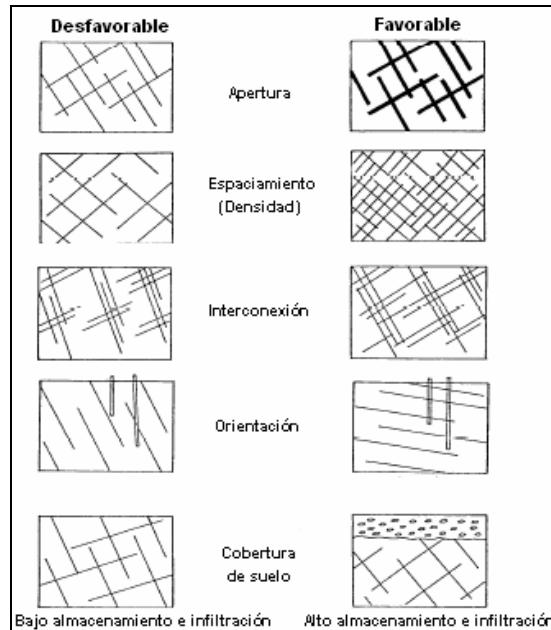 Desfavorable Favorable
Apertura
Espaciamiento
(Densidad)
Interconexión
Orientación
Cobertura
de suelo
Bajo almacenamiento e infiltración Alto almacenamiento e infiltración